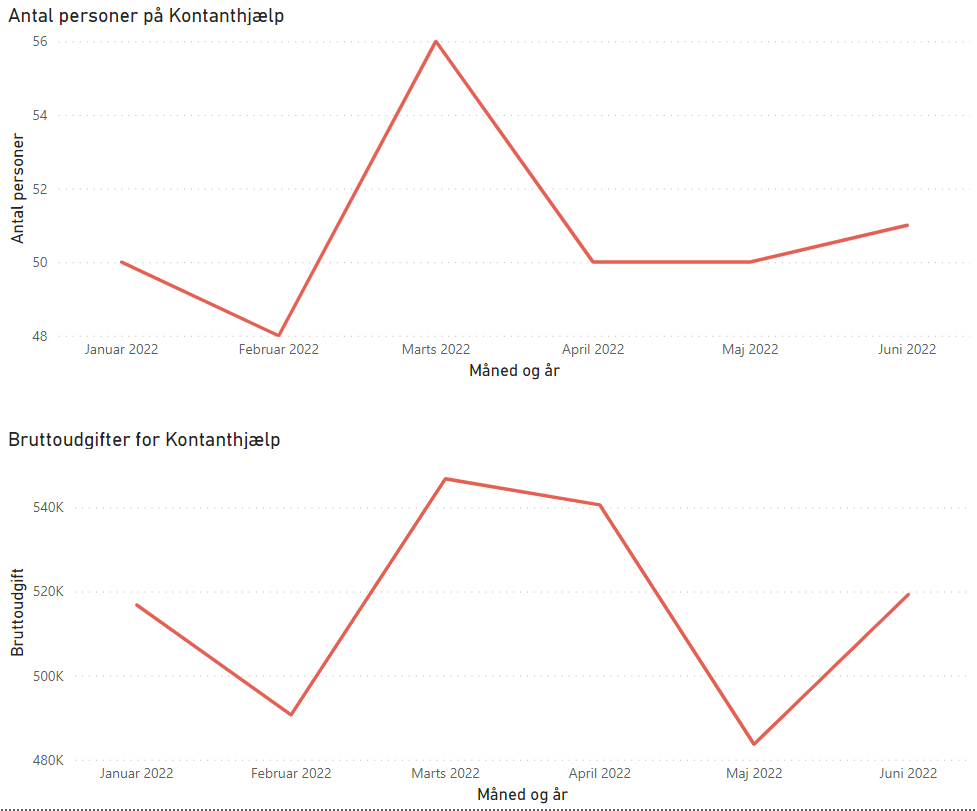 Antal personer på Kontanthjælp
56
54
52
50
48
Antal personer
Januar 2022 Februar 2022 Marts 2022 April 2022 Maj 2022 Juni 2022
Måned og år
Bruttoudgifter for Kontanthjælp
540K
520K
500K
480K
Bruttoudgift
Januar 2022 Februar 2022 Marts 2022 April 2022 Maj 2022 Juni 2022
Måned og år